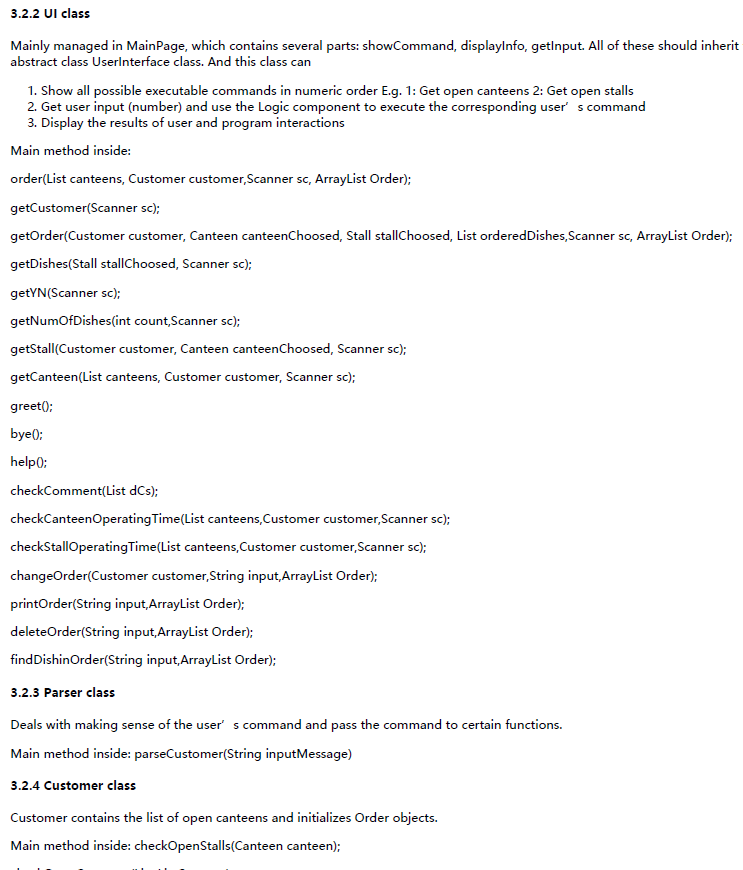 3.2.2 UI class
Mainly managed in MainPage, which contains several parts: showCommand, displayInfo, getInput. All of these should inherit
abstract class UserInterface class. And this class can
1. Show all possible executable commands in numeric order E.g. 1: Get open canteens 2: Get open stalls
2. Get user input (number) and use the Logic component to execute the corresponding user’s command
3. Display the results of user and program interactions
Main method inside:
order(List canteens, Customer customer,Scanner sc, ArrayList Order);
getCustomer(Scanner sc);
getOrder(Customer customer, Canteen canteenChoosed, Stall stallChoosed, List orderedDishes,Scanner sc, ArrayList Order);
getDishes(Stall stallChoosed, Scanner sc);
getYN(Scanner sc);
getNumOfDishes(int count,Scanner sc);
getStall(Customer customer, Canteen canteenChoosed, Scanner sc);
getCanteen(List canteens, Customer customer, Scanner sc);
greet();
bye();
help();
checkComment(List dCs);
checkCanteenOperatingTime(List canteens,Customer customer,Scanner sc);
checkStallOperatingTime(List canteens,Customer customer,Scanner sc);
changeOrder(Customer customer,String input,ArrayList Order);
printOrder(String input,ArrayList Order);
deleteOrder(String input,ArrayList Order);
findDishinOrder(String input,ArrayList Order);
3.2.3 Parser class
Deals with making sense of the user’s command and pass the command to certain functions.
Main method inside: parseCustomer(String inputMessage)
3.2.4 Customer class
Customer contains the list of open canteens and initializes Order objects.
Main method inside: checkOpenStalls(Canteen canteen);